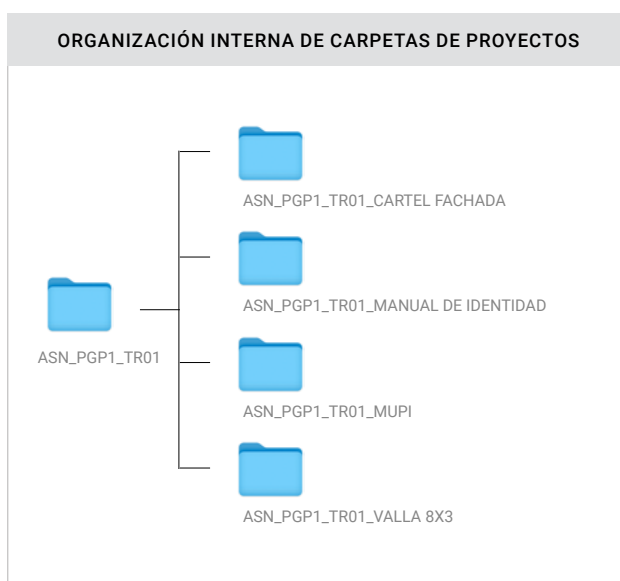 ORGANIZACIÓN INTERNA DE CARPETAS DE PROYECTOS
ASN_PGP1_TR01_CARTEL FACHADA
ASN_PGP1_TR01_MANUAL DE IDENTIDAD
ASN_PGP1_TR01
ASN_PGP1_TR01_MUPI
ASN_PGP1_TR01_VALLA 8X3